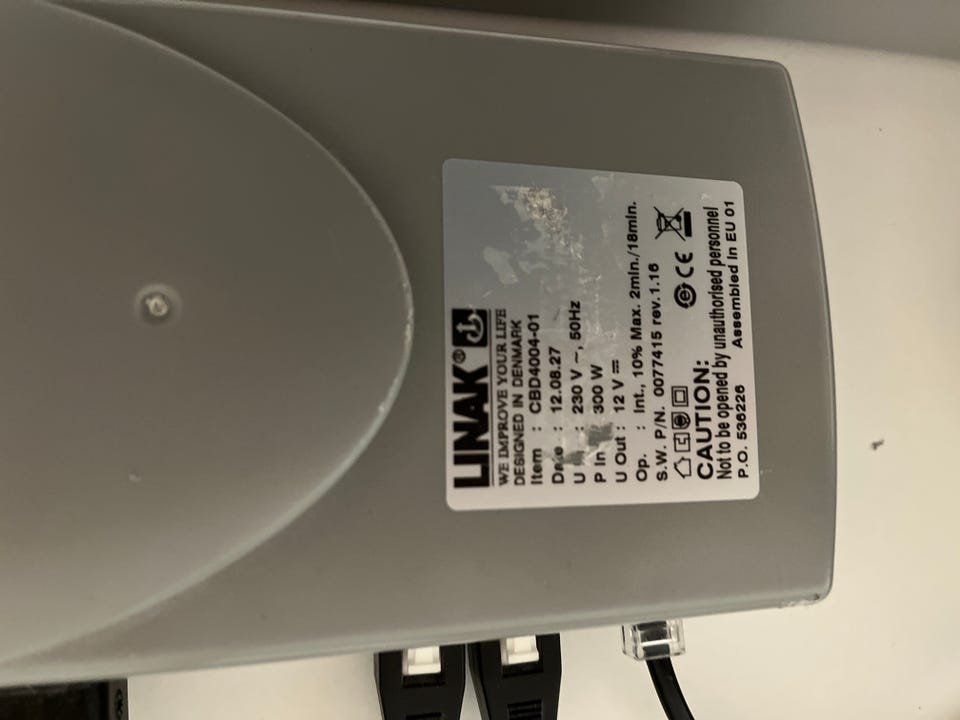 LINAK®
WE IMPROVE YOUR LIFE
DESIGNED IN DENMARK
Item : CBD4004-01
Date : 12.08.27
U : 230 V ~, 50Hz
P In : 300 W
U Out : 12 V ⎓
Op. : Int., 10% Max. 2min./18min.
S.W. P/N. 0077415 rev.1.16
CE
CAUTION:
Not to be opened by unauthorised personnel
P.O. 536226 Assembled in EU 01